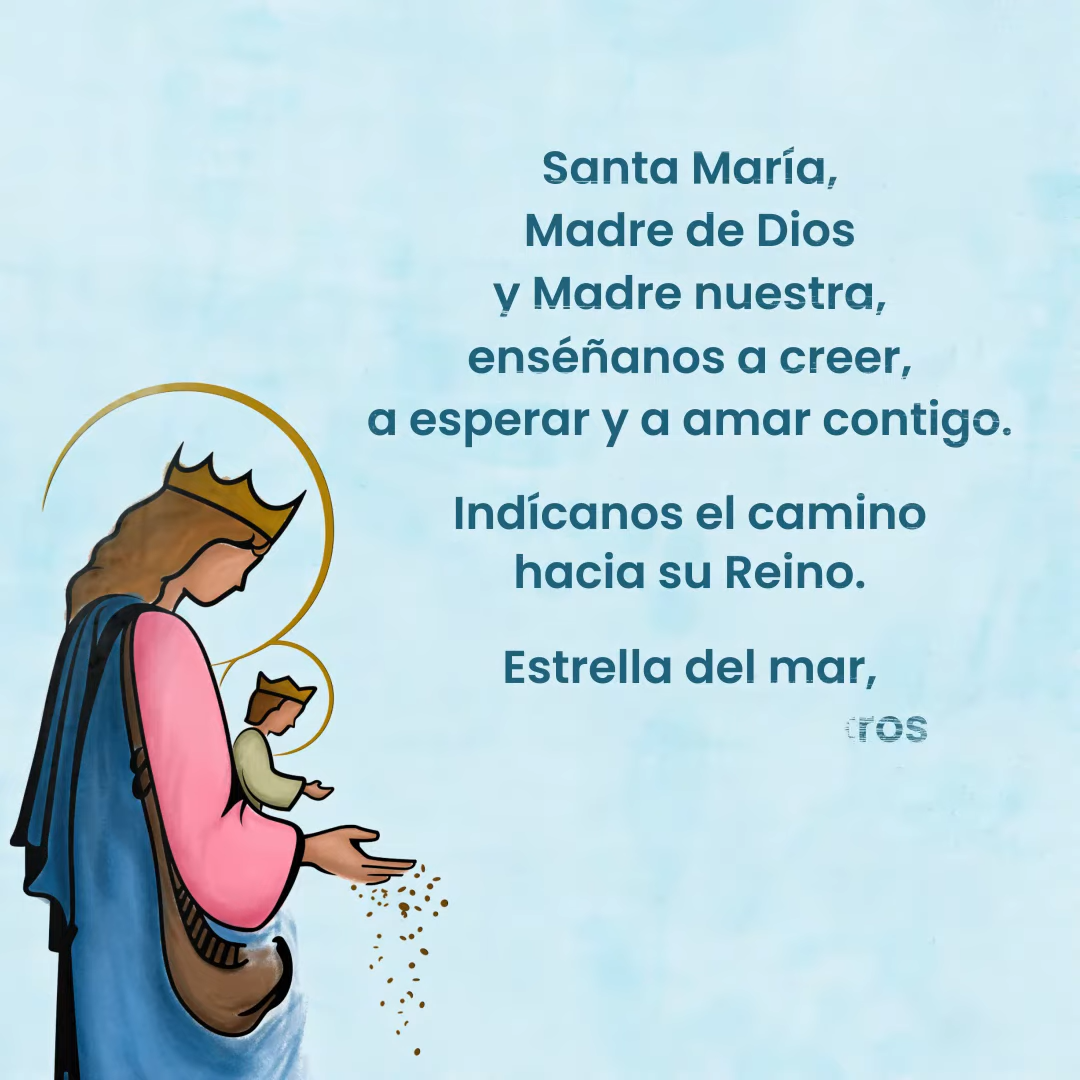 Santa María,
Madre de Dios
y Madre nuestra,
enséñanos a creer,
a esperar y a amar contigo.
Indícanos el camino
hacia su Reino.
Estrella del mar,